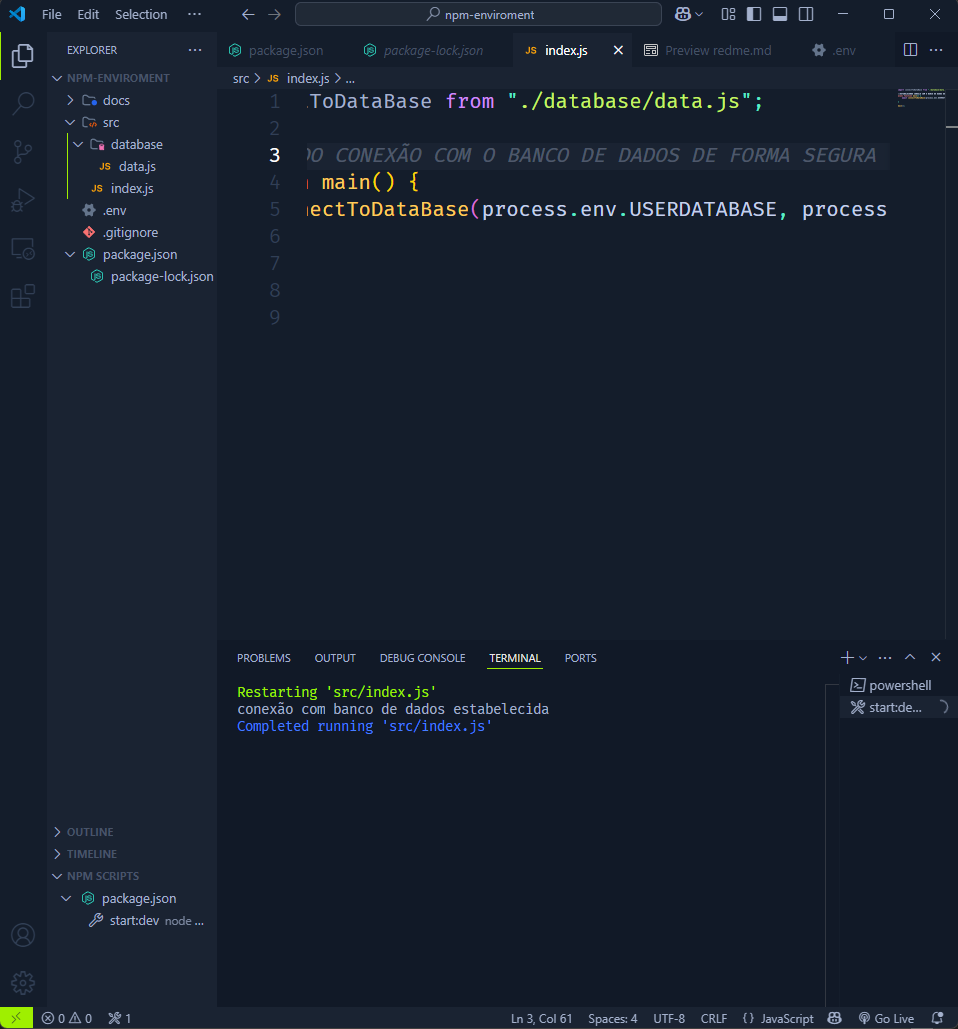 File Edit Selection ··· npm-enviroment
EXPLORER ···
NPM-ENVIROMENT
docs
src
database
JS data.js
JS index.js
.env
.gitignore
package.json
package-lock.json
OUTLINE
TIMELINE
NPM SCRIPTS
package.json
start:dev node ...
package.json package-lock.json JS index.js Preview redme.md .env ···
src > JS index.js > ...
1 ToDataBase from "./database/data.js";
2
3 DO CONEXÃO COM O BANCO DE DADOS DE FORMA SEGURA
4 main() {
5 nectToDataBase(process.env.USERDATABASE, process
6
7
8
9
PROBLEMS OUTPUT DEBUG CONSOLE TERMINAL PORTS
Restarting 'src/index.js'
conexão com banco de dados estabelecida
Completed running 'src/index.js'
powershell
start:de...
0 0 1 Ln 3, Col 61 Spaces: 4 UTF-8 CRLF {} JavaScript Go Live